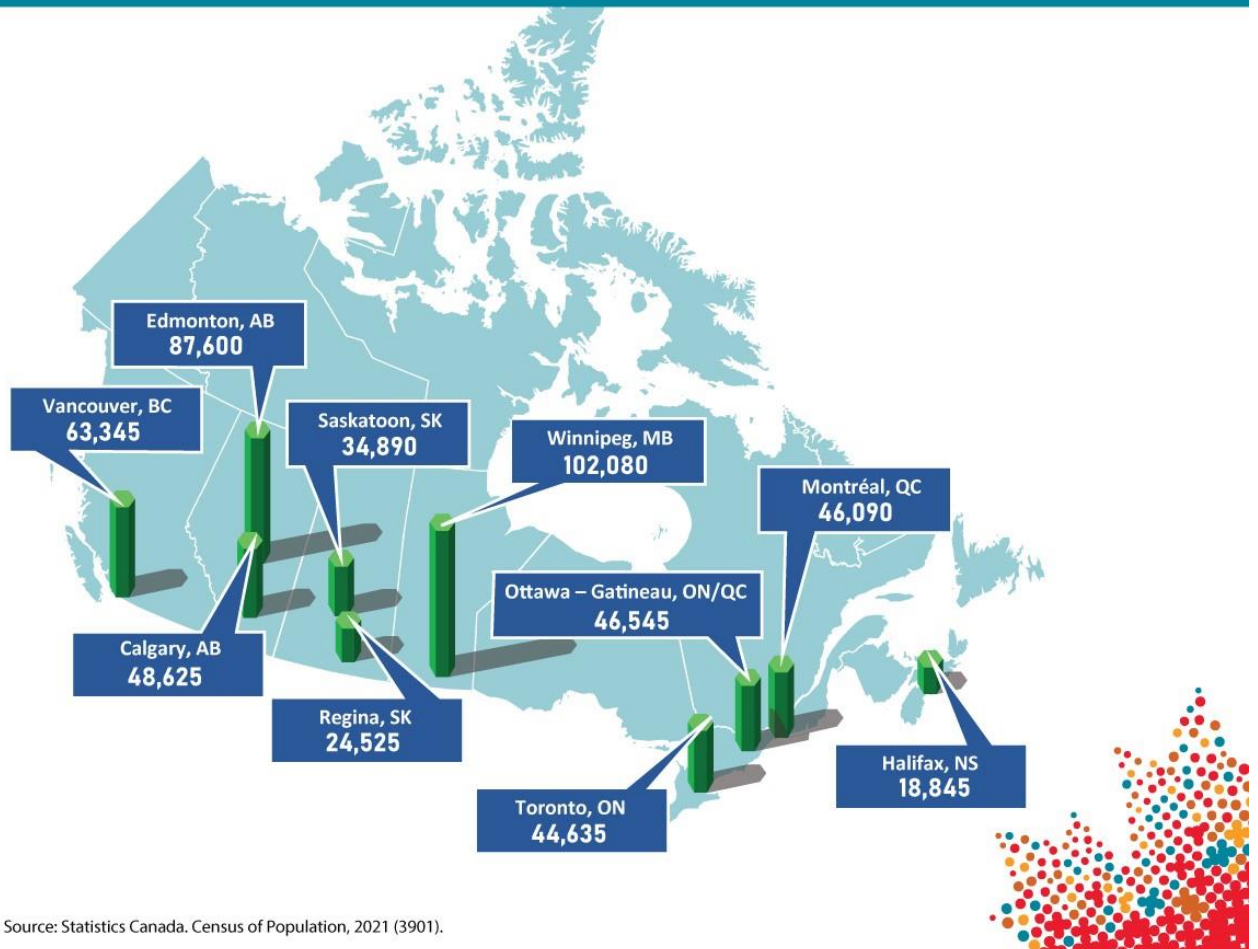 Edmonton, AB
87,600
Vancouver, BC
63,345
Saskatoon, SK
34,890
Winnipeg, MB
102,080
Montréal, QC
46,090
Ottawa – Gatineau, ON/QC
46,545
Calgary, AB
48,625
Regina, SK
24,525
Halifax, NS
18,845
Toronto, ON
44,635
Source: Statistics Canada. Census of Population, 2021 (3901).